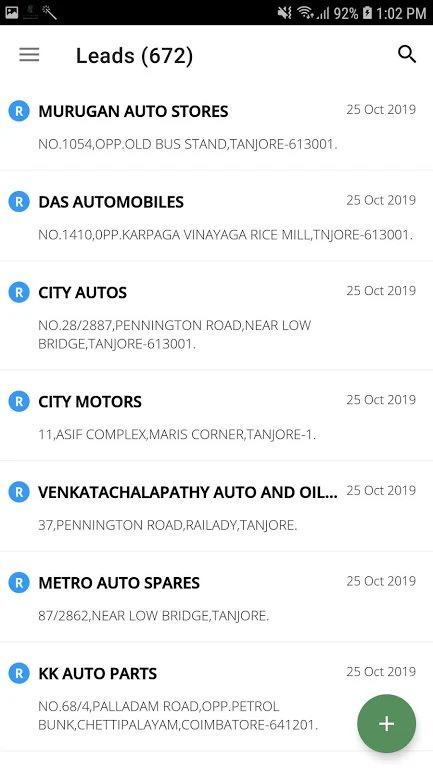 92% 1:02 PM
Leads (672)
R MURUGAN AUTO STORES 25 Oct 2019
NO.1054,OPP.OLD BUS STAND,TANJORE-613001.
R DAS AUTOMOBILES 25 Oct 2019
NO.1410,0PP.KARPAGA VINAYAGA RICE MILL,TNJORE-613001.
R CITY AUTOS 25 Oct 2019
NO.28/2887,PENNINGTON ROAD,NEAR LOW
BRIDGE,TANJORE-613001.
R CITY MOTORS 25 Oct 2019
11,ASIF COMPLEX,MARIS CORNER,TANJORE-1.
R VENKATACHALAPATHY AUTO AND OIL... 25 Oct 2019
37,PENNINGTON ROAD,RAILADY,TANJORE.
R METRO AUTO SPARES 25 Oct 2019
87/2862,NEAR LOW BRIDGE,TANJORE.
R KK AUTO PARTS 25 Oct 2019
NO.68/4,PALLADAM ROAD,OPP.PETROL
BUNK,CHETTIPALAYAM,COIMBATORE-641201.
+